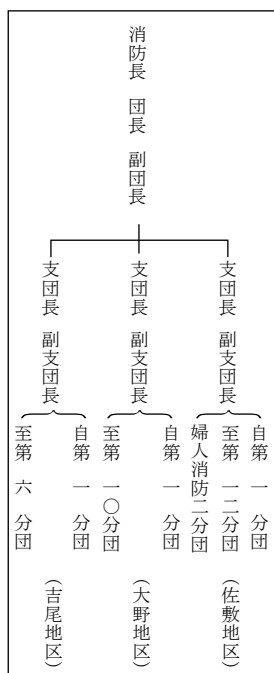 消防長　団長　副団長
支団長　副支団長
自第　一　分団
至第　一二分団
婦人消防二分団
（佐敷地区）
支団長　副支団長
自第　一　分団
至第　一〇分団
（大野地区）
支団長　副支団長
自第　一　分団
至第　六　分団
（吉尾地区）